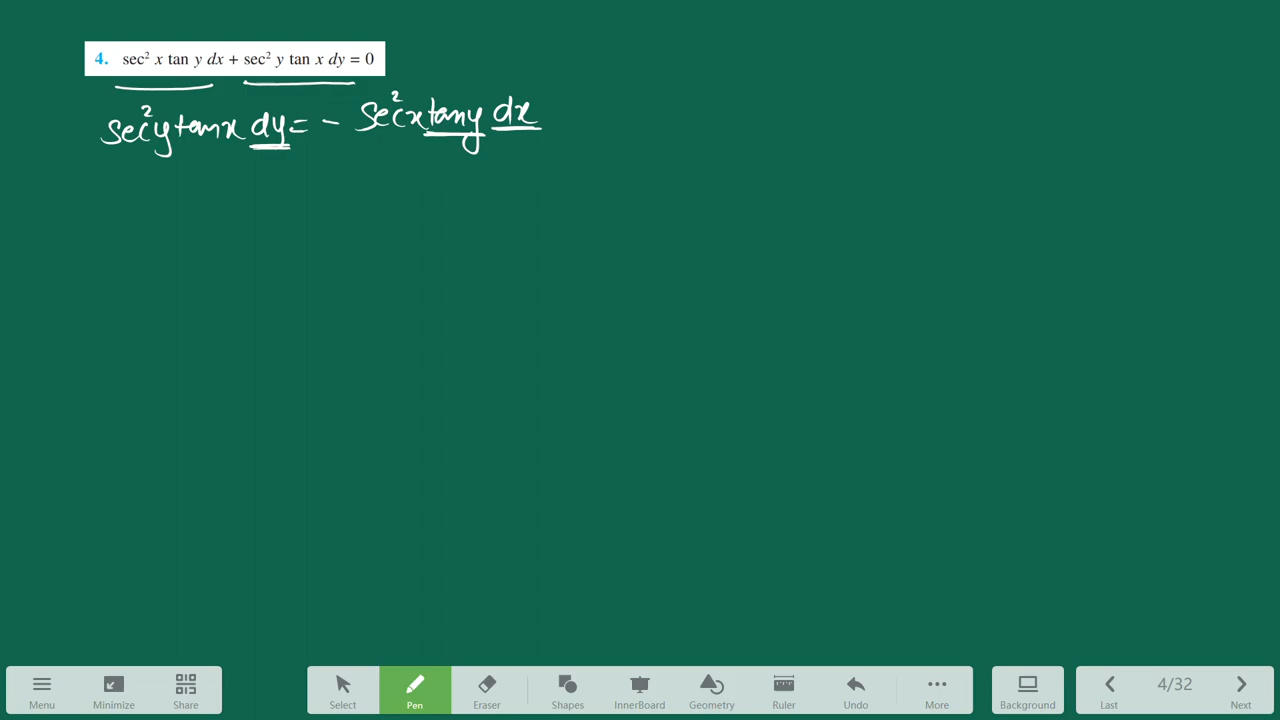 4. sec² x tan y dx + sec² y tan x dy = 0
sec²y tanx dy = - sec²x tany dx
Menu Minimize Share Select Pen Eraser Shapes InnerBoard Geometry Ruler Undo More Background Last 4/32 Next